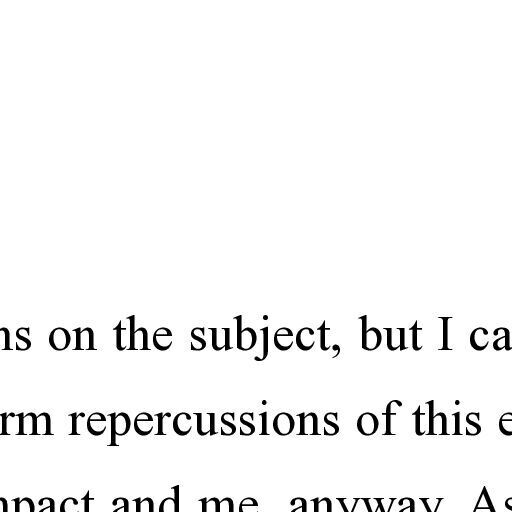 ns on the subject, but I ca
rm repercussions of this e
npact and me, anyway. As